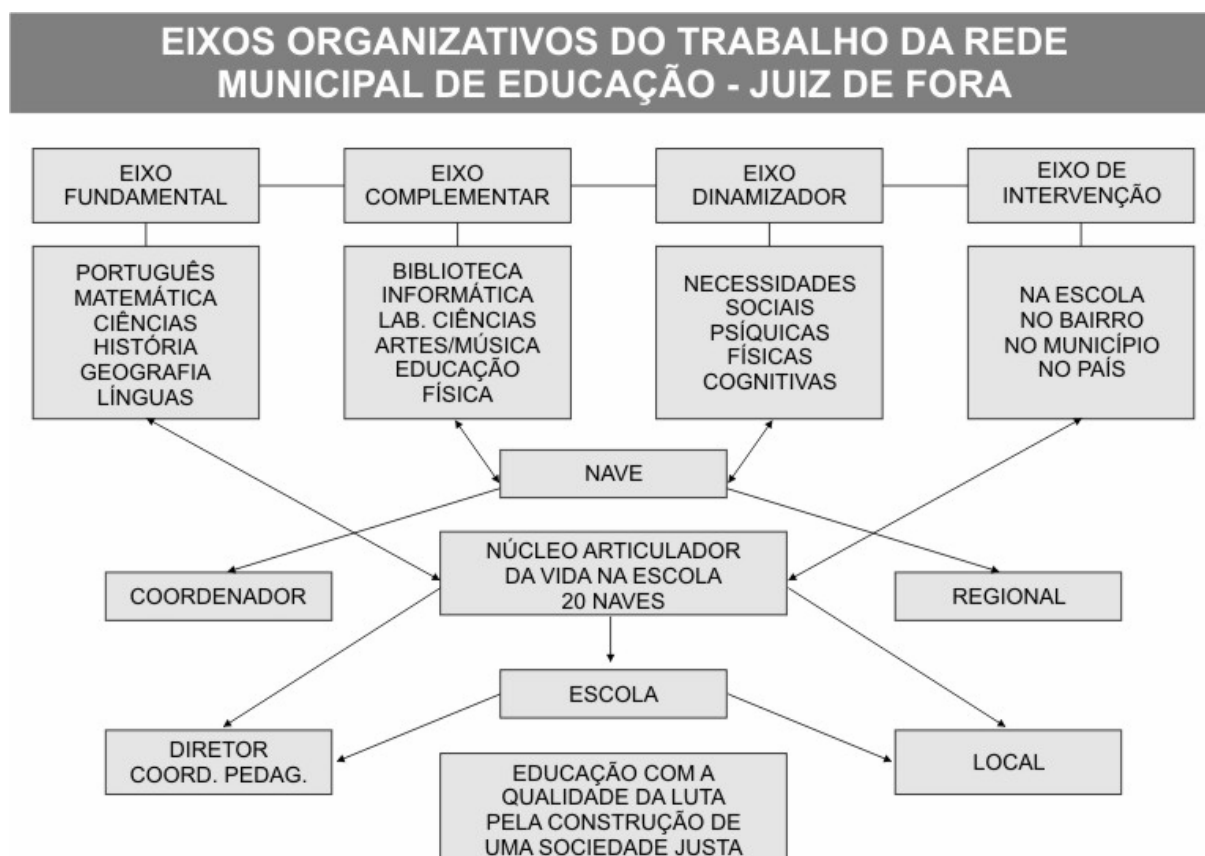 EIXOS ORGANIZATIVOS DO TRABALHO DA REDE
MUNICIPAL DE EDUCAÇÃO - JUIZ DE FORA
EIXO
FUNDAMENTAL
EIXO
COMPLEMENTAR
EIXO
DINAMIZADOR
EIXO DE
INTERVENÇÃO
PORTUGUÊS
MATEMÁTICA
CIÊNCIAS
HISTÓRIA
GEOGRAFIA
LÍNGUAS
BIBLIOTECA
INFORMÁTICA
LAB. CIÊNCIAS
ARTES/MÚSICA
EDUCAÇÃO
FÍSICA
NECESSIDADES
SOCIAIS
PSÍQUICAS
FÍSICAS
COGNITIVAS
NA ESCOLA
NO BAIRRO
NO MUNICÍPIO
NO PAÍS
NAVE
COORDENADOR
NÚCLEO ARTICULADOR
DA VIDA NA ESCOLA
20 NAVES
REGIONAL
ESCOLA
DIRETOR
COORD. PEDAG.
LOCAL
EDUCAÇÃO COM A
QUALIDADE DA LUTA
PELA CONSTRUÇÃO DE
UMA SOCIEDADE JUSTA